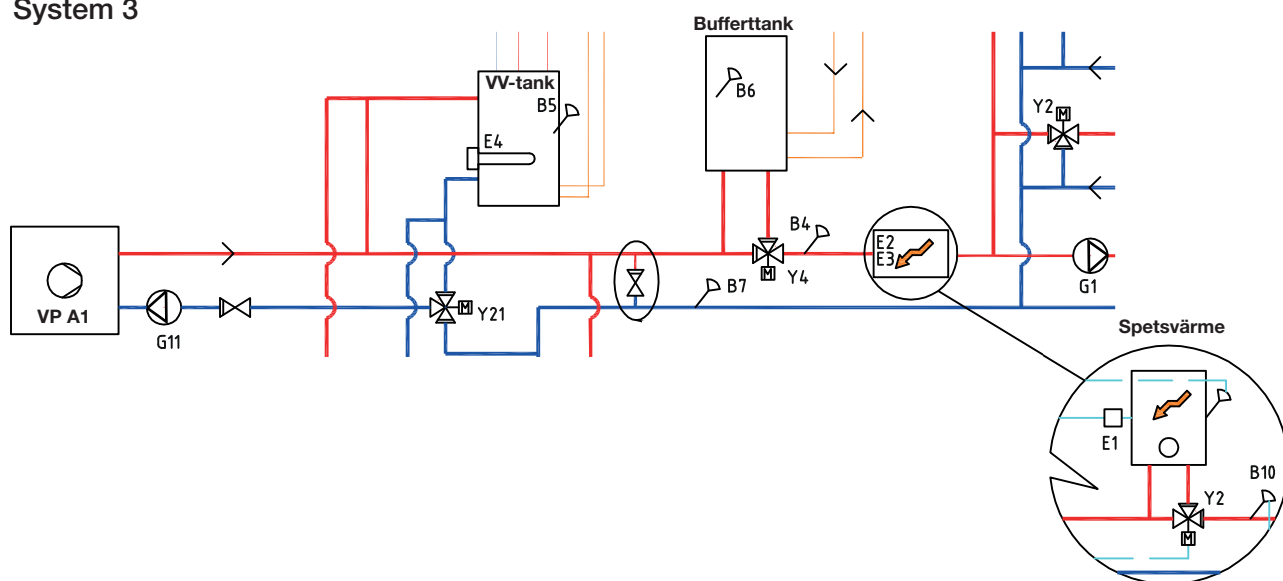 System 3
Bufferttank
VV-tank
B5
B6
E4
Y2
M
B4
E2
E3
VP A1
G11
M
Y21
B7
M
Y4
G1
Spetsvärme
E1
B10
Y2
M